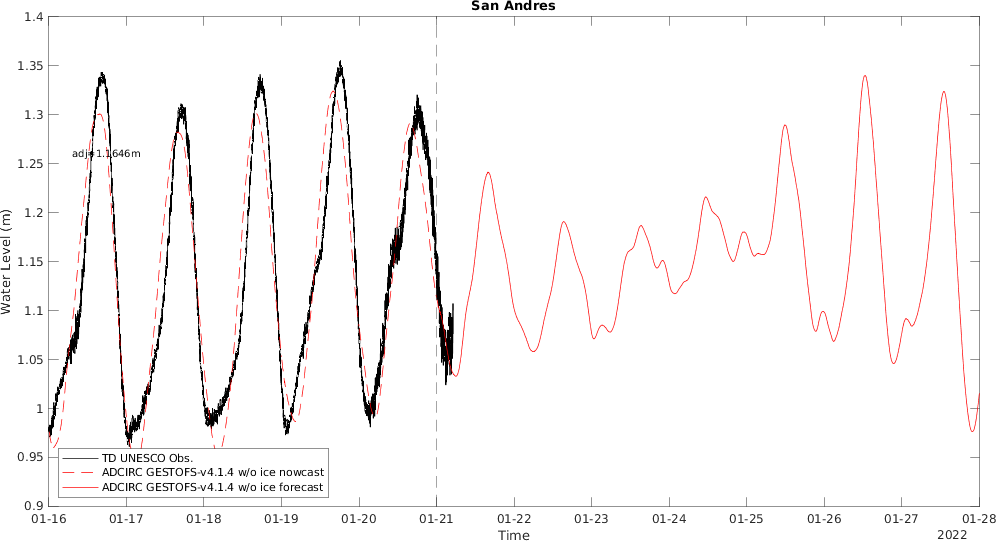 San Andres
1.4
1.35
1.3
1.25
1.2
1.15
1.1
1.05
1
0.95
0.9
Water Level (m)
adj=1.1646m
TD UNESCO Obs.
ADCIRC GESTOFS-v4.1.4 w/o ice nowcast
ADCIRC GESTOFS-v4.1.4 w/o ice forecast
01-16 01-17 01-18 01-19 01-20 01-21 01-22 01-23 01-24 01-25 01-26 01-27 01-28
Time
2022